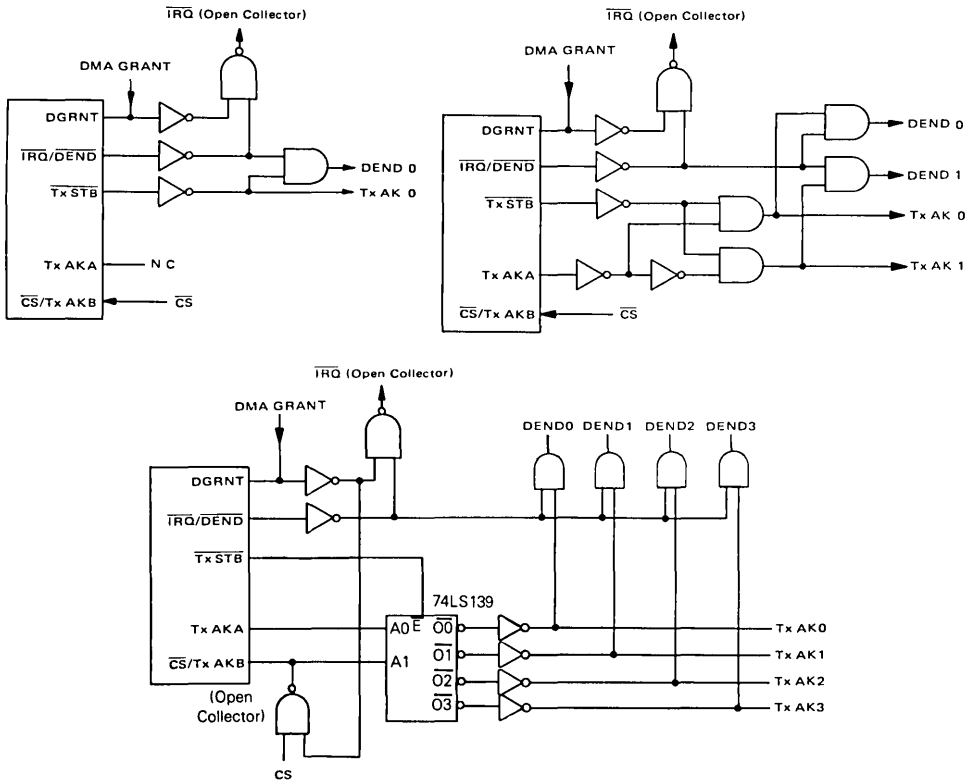 IRQ (Open Collector)
DMA GRANT
DGRNT
IRQ/DEND
Tx STB
Tx AKA
CS/Tx AKB
DEND 0
Tx AK 0
N C
CS
IRQ (Open Collector)
DMA GRANT
DGRNT
IRQ/DEND
Tx STB
Tx AKA
CS/Tx AKB
DEND 0
DEND 1
Tx AK 0
Tx AK 1
CS
IRQ (Open Collector)
DMA GRANT
DGRNT
IRQ/DEND
Tx STB
Tx AKA
CS/Tx AKB
(Open
Collector)
CS
74LS139
A0 E O0
A1 O1
O2
O3
DEND0 DEND1 DEND2 DEND3
Tx AK0
Tx AK1
Tx AK2
Tx AK3